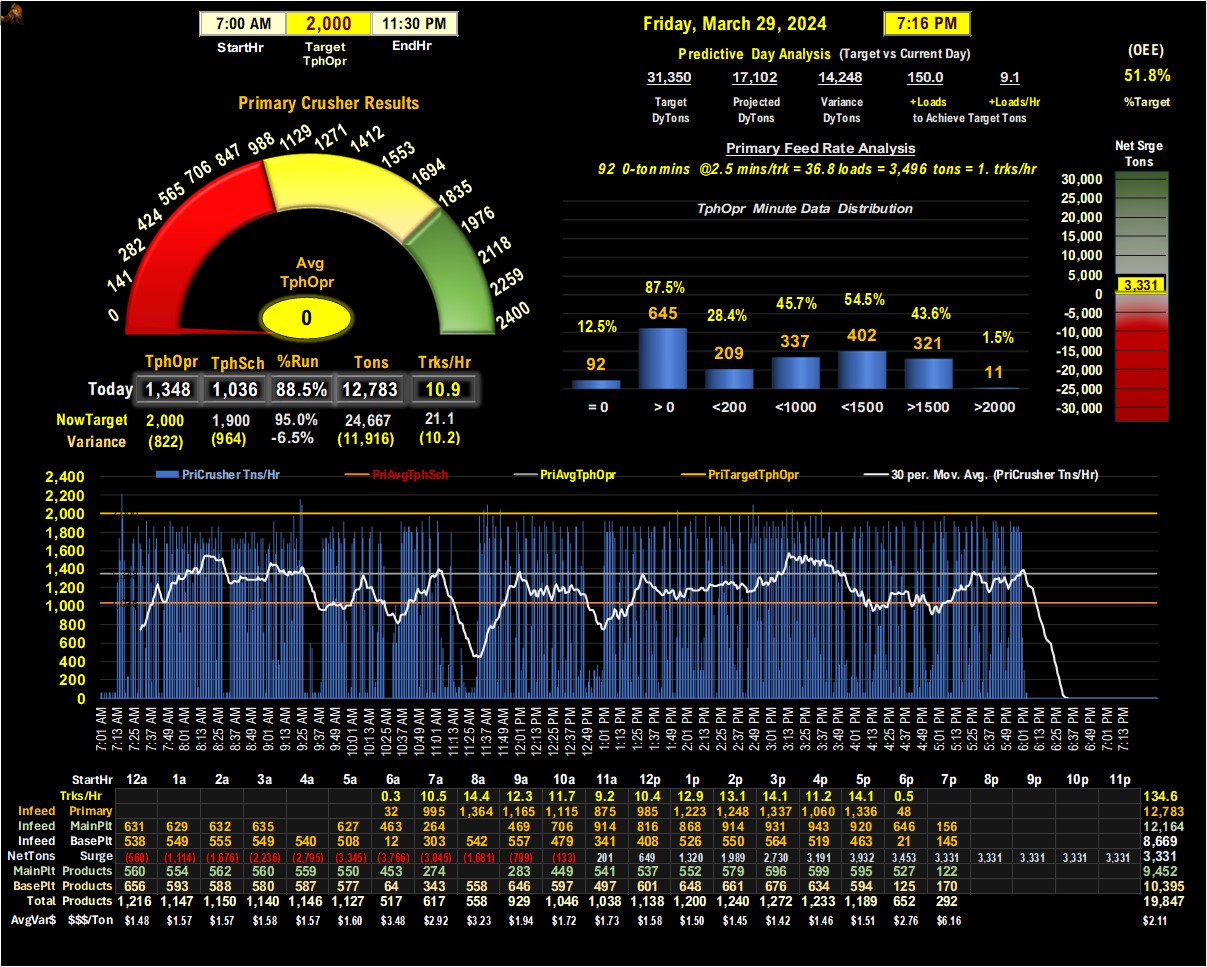 7:00 AM 2,000 11:30 PM
StartHr Target TphOpr EndHr
Friday, March 29, 2024 7:16 PM
Predictive Day Analysis (Target vs Current Day)
31,350 17,102 14,248 150.0 9.1
Target Projected Variance +Loads +Loads/Hr
DyTons DyTons DyTons to Achieve Target Tons
(OEE)
51.8%
%Target
Primary Crusher Results
0 141 282 424 565 706 847 988 1129 1271 1412 1553 1694 1835 1976 2118 2259 2400
Avg
TphOpr
0
TphOpr TphSch %Run Tons Trks/Hr
Today 1,348 1,036 88.5% 12,783 10.9
NowTarget 2,000 1,900 95.0% 24,667 21.1
Variance (822) (964) -6.5% (11,916) (10.2)
Primary Feed Rate Analysis
92 0-ton mins @2.5 mins/trk = 36.8 loads = 3,496 tons = 1. trks/hr
TphOpr Minute Data Distribution
12.5% 87.5% 28.4% 45.7% 54.5% 43.6% 1.5%
92 645 209 337 402 321 11
= 0 > 0 <200 <1000 <1500 >1500 >2000
Net Srge
Tons
30,000
25,000
20,000
15,000
10,000
5,000
3,331
0
-5,000
-10,000
-15,000
-20,000
-25,000
-30,000
PriCrusher Tns/Hr PriAvgTphSch PriAvgTphOpr PriTargetTphOpr 30 per. Mov. Avg. (PriCrusher Tns/Hr)
2,400
2,200
2,000
1,800
1,600
1,400
1,200
1,000
800
600
400
200
0
7:01 AM 7:13 AM 7:25 AM 7:37 AM 7:49 AM 8:01 AM 8:13 AM 8:25 AM 8:37 AM 8:49 AM 9:01 AM 9:13 AM 9:25 AM 9:37 AM 9:49 AM 10:01 AM 10:13 AM 10:25 AM 10:37 AM 10:49 AM 11:01 AM 11:13 AM 11:25 AM 11:37 AM 11:49 AM 12:01 PM 12:13 PM 12:25 PM 12:37 PM 12:49 PM 1:01 PM 1:13 PM 1:25 PM 1:37 PM 1:49 PM 2:01 PM 2:13 PM 2:25 PM 2:37 PM 2:49 PM 3:01 PM 3:13 PM 3:25 PM 3:37 PM 3:49 PM 4:01 PM 4:13 PM 4:25 PM 4:37 PM 4:49 PM 5:01 PM 5:13 PM 5:25 PM 5:37 PM 5:49 PM 6:01 PM 6:13 PM 6:25 PM 6:37 PM 6:49 PM 7:01 PM 7:13 PM
StartHr 12a 1a 2a 3a 4a 5a 6a 7a 8a 9a 10a 11a 12p 1p 2p 3p 4p 5p 6p 7p 8p 9p 10p 11p
Trks/Hr 0.3 10.5 14.4 12.3 11.7 9.2 10.4 12.9 13.1 14.1 11.2 14.1 0.5 134.6
Infeed Primary 32 995 1,364 1,165 1,115 875 985 1,223 1,248 1,337 1,060 1,336 48 12,783
Infeed MainPlt 631 629 632 635 627 463 264 469 706 914 816 868 914 931 943 920 646 156 12,164
Infeed BasePlt 538 549 555 549 540 508 12 303 542 557 479 341 408 526 550 564 519 463 21 145 8,669
NetTons Surge (560) (1,114) (1,676) (2,236) (2,795) (3,345) (3,766) (3,045) (1,681) (799) (133) 201 649 1,320 1,989 2,730 3,191 3,932 3,453 3,331 3,331 3,331 3,331 3,331 3,331
MainPlt Products 560 554 562 560 559 550 453 274 283 449 541 537 552 579 596 599 595 527 122 9,452
BasePlt Products 656 593 588 580 587 577 64 343 558 646 597 497 601 648 661 676 634 594 125 170 10,395
Total Products 1,216 1,147 1,150 1,140 1,146 1,127 517 617 558 929 1,046 1,038 1,138 1,200 1,240 1,272 1,233 1,189 652 292 19,847
AvgVar$ $$$/Ton $1.48 $1.57 $1.57 $1.58 $1.57 $1.60 $3.48 $2.92 $3.23 $1.94 $1.72 $1.73 $1.58 $1.50 $1.45 $1.42 $1.46 $1.51 $2.76 $6.16 $2.11